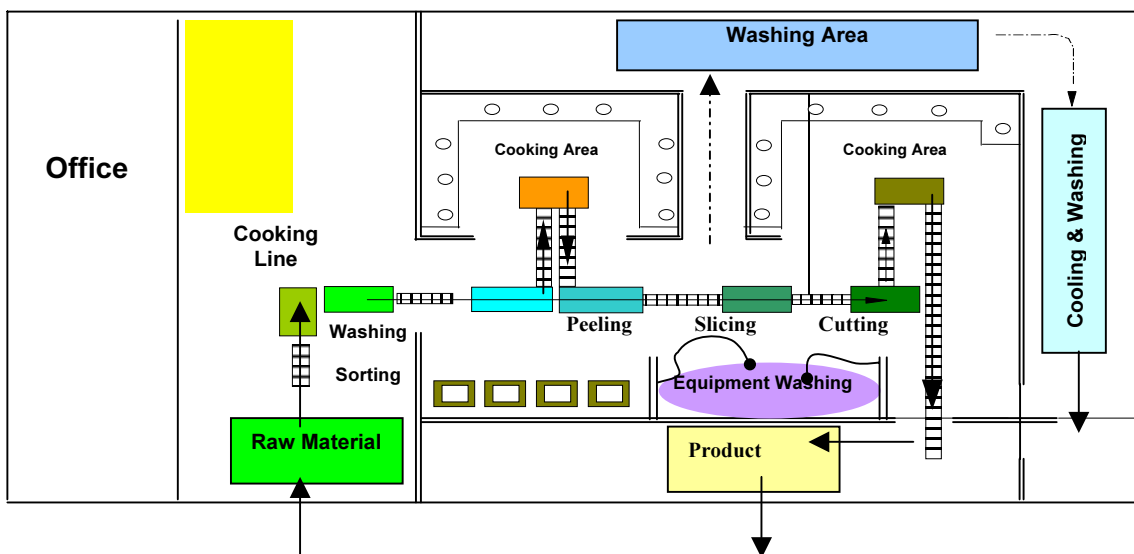 Washing Area
Cooking Area
Cooking Area
Office
Cooking
Line
Cooling & Washing
Washing
Peeling
Slicing
Cutting
Sorting
Equipment Washing
Raw Material
Product